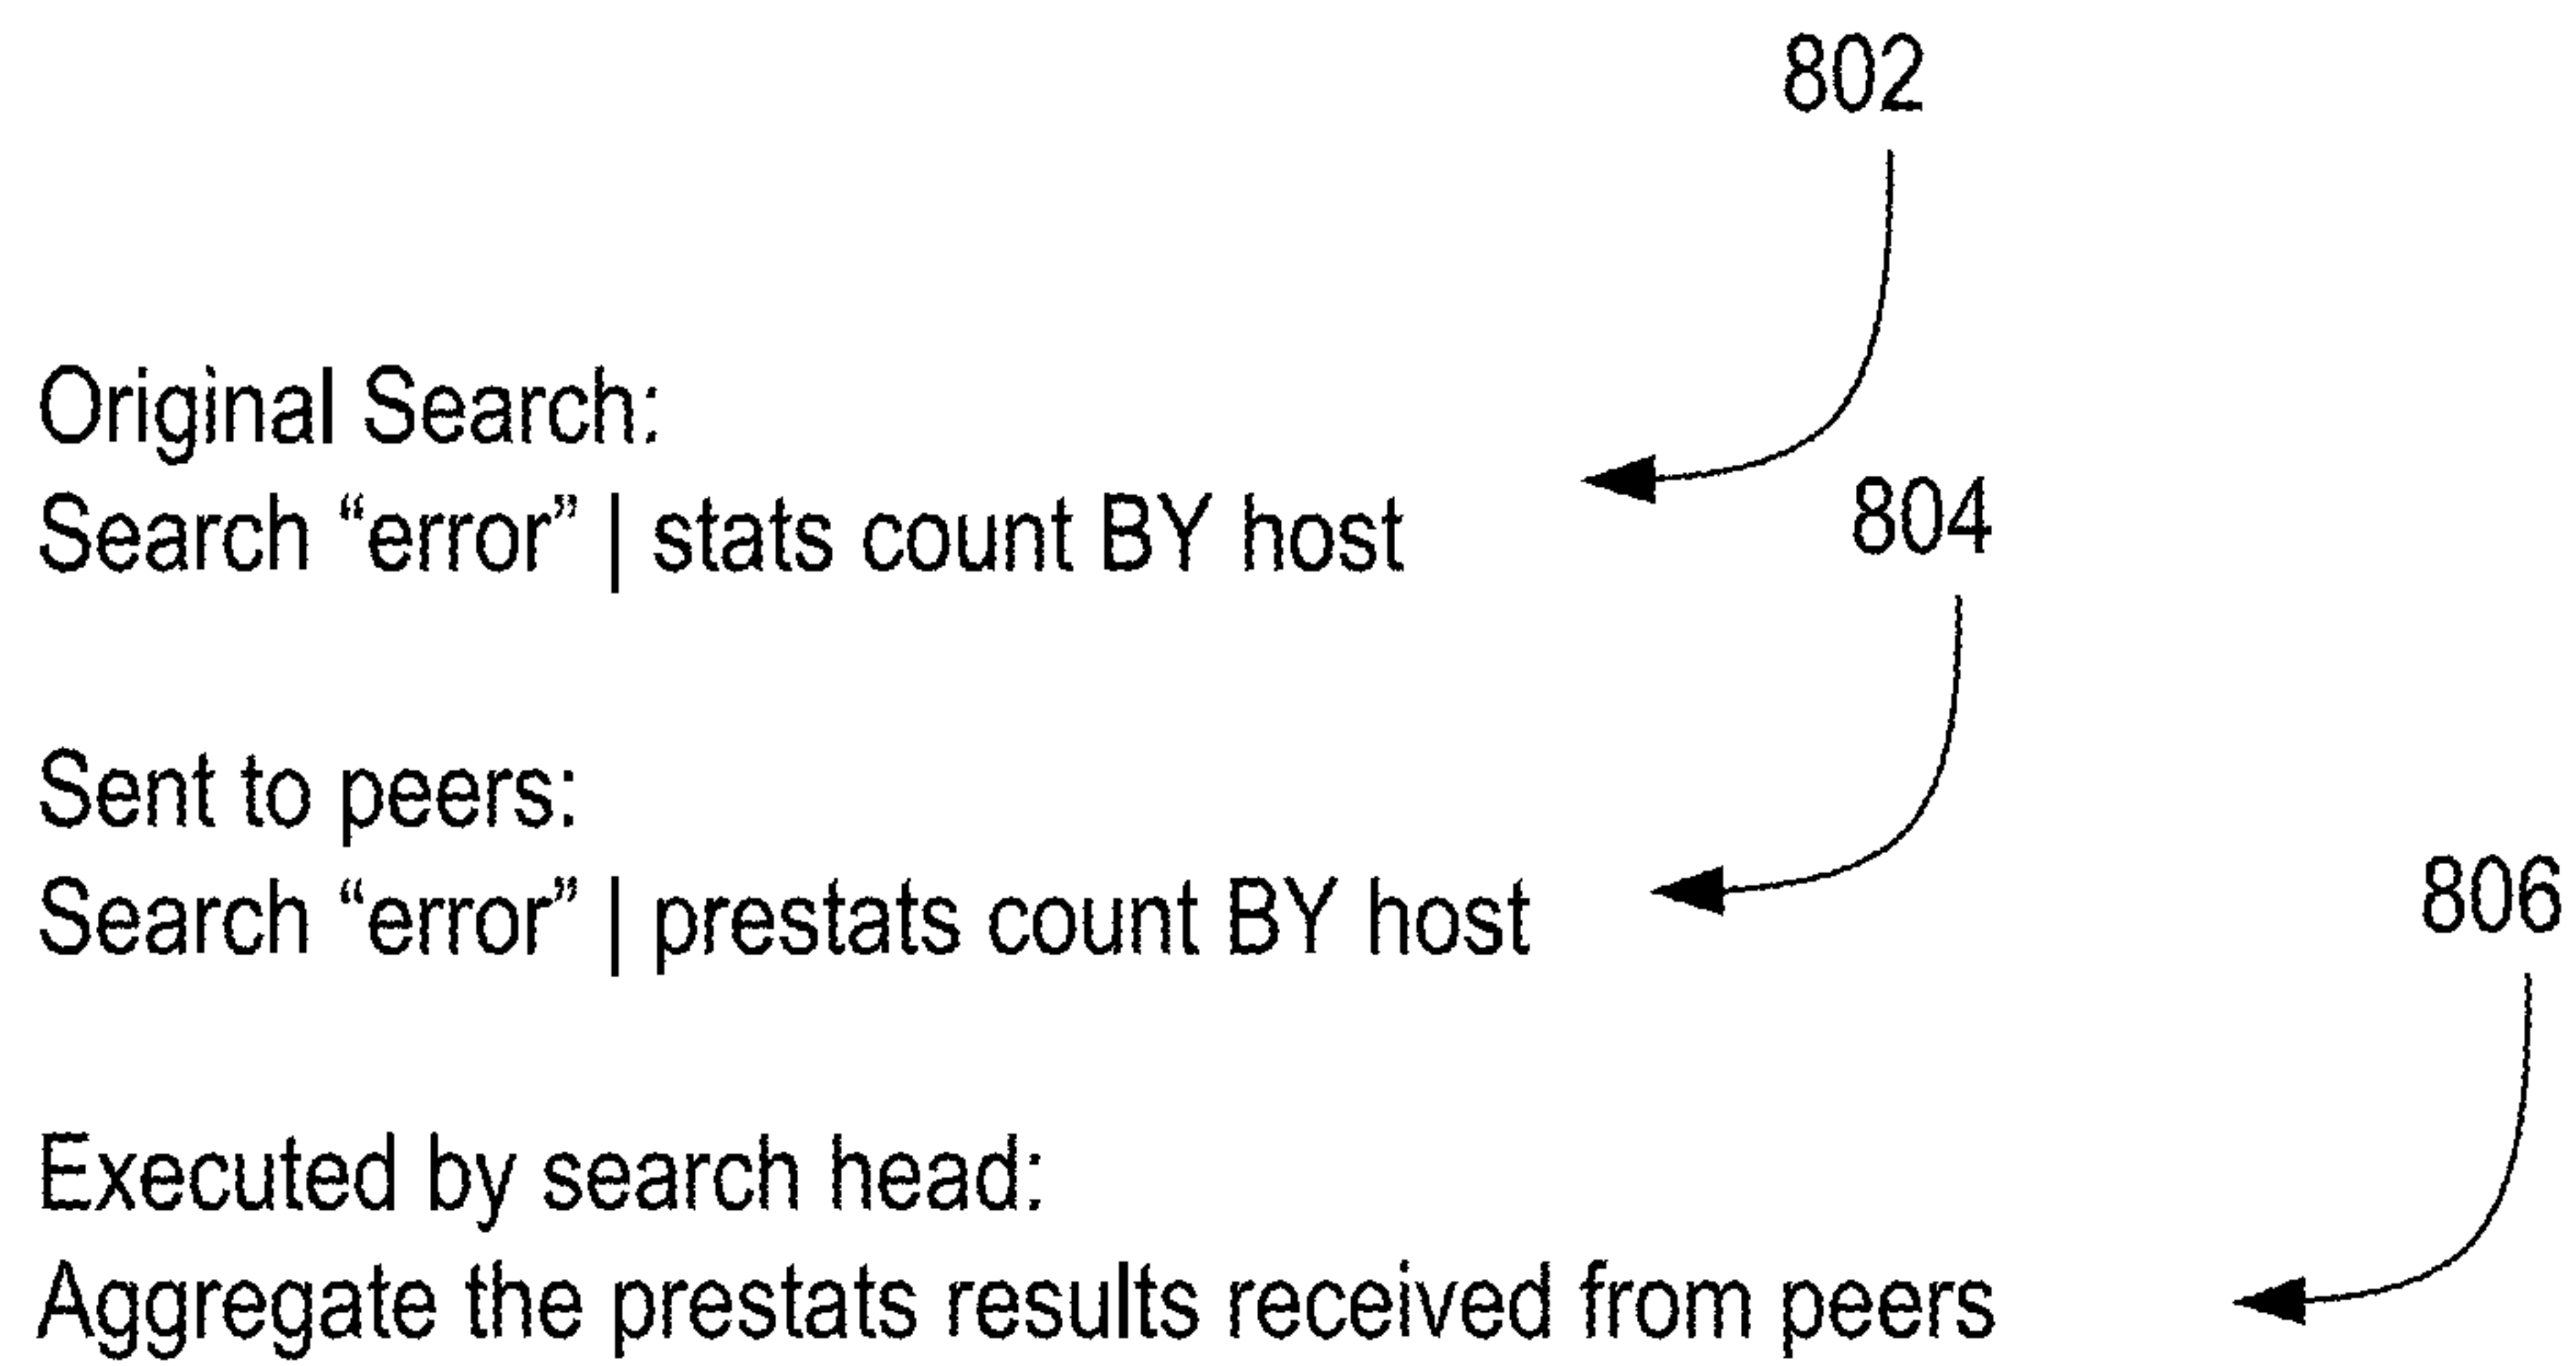 802
Original Search:
Search “error” | stats count BY host
804
Sent to peers:
Search “error” | prestats count BY host
806
Executed by search head:
Aggregate the prestats results received from peers